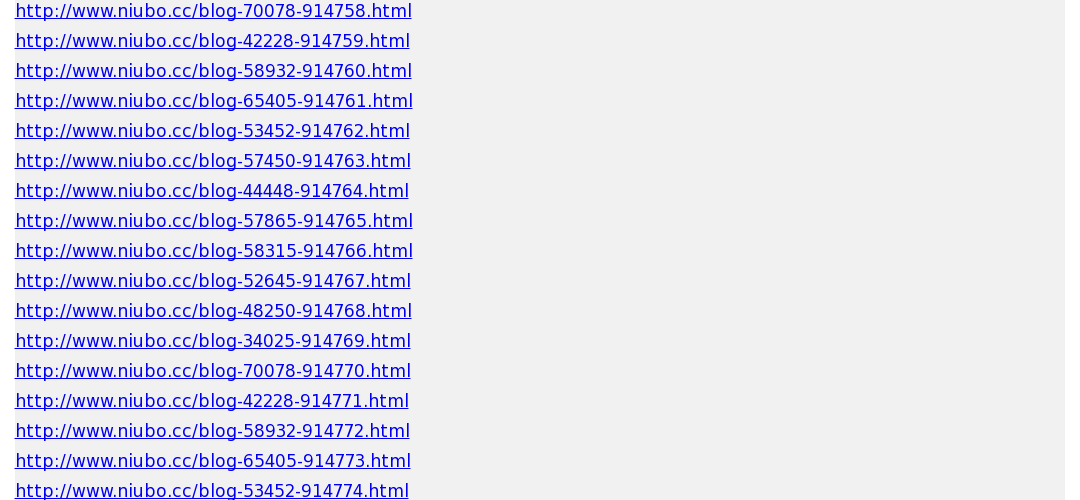 http://www.niubo.cc/blog-70078-914758.html
http://www.niubo.cc/blog-42228-914759.html
http://www.niubo.cc/blog-58932-914760.html
http://www.niubo.cc/blog-65405-914761.html
http://www.niubo.cc/blog-53452-914762.html
http://www.niubo.cc/blog-57450-914763.html
http://www.niubo.cc/blog-44448-914764.html
http://www.niubo.cc/blog-57865-914765.html
http://www.niubo.cc/blog-58315-914766.html
http://www.niubo.cc/blog-52645-914767.html
http://www.niubo.cc/blog-48250-914768.html
http://www.niubo.cc/blog-34025-914769.html
http://www.niubo.cc/blog-70078-914770.html
http://www.niubo.cc/blog-42228-914771.html
http://www.niubo.cc/blog-58932-914772.html
http://www.niubo.cc/blog-65405-914773.html
http://www.niubo.cc/blog-53452-914774.html